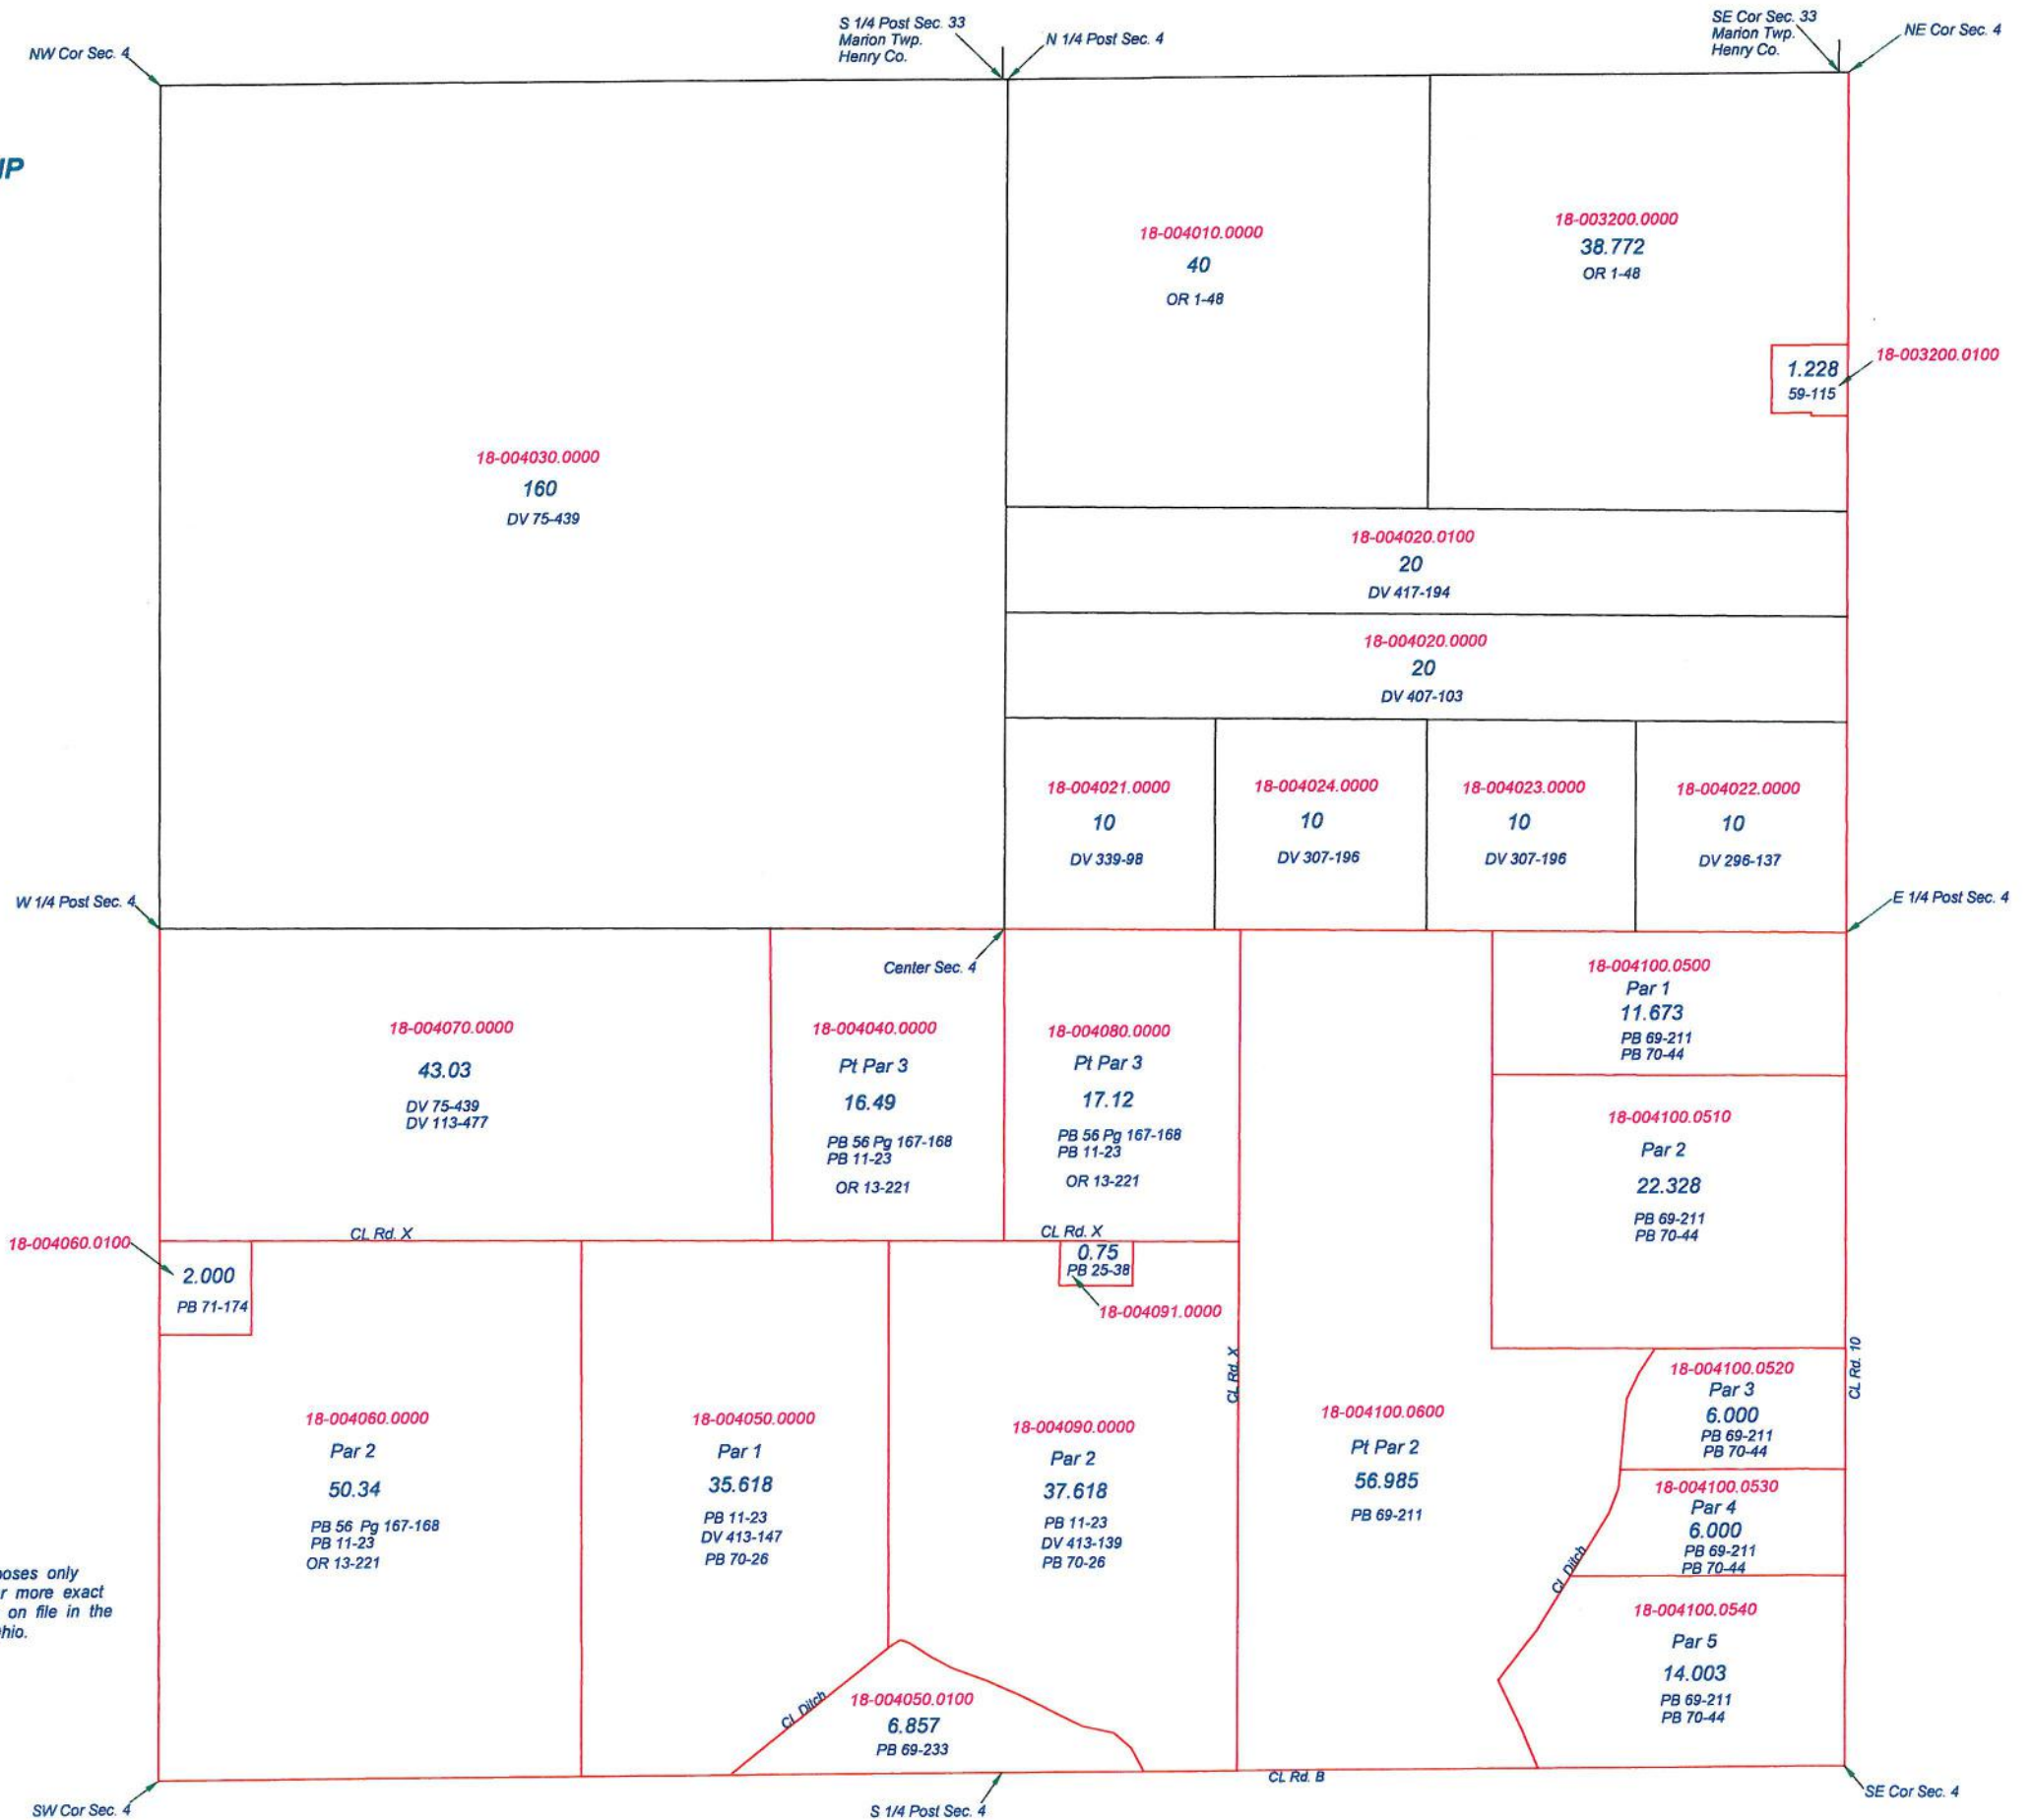 S 1/4 Post Sec. 33
Marion Twp.
Henry Co.
SE Cor Sec. 33
Marion Twp.
Henry Co.
NW Cor Sec. 4
N 1/4 Post Sec. 4
NE Cor Sec. 4
18-004010.0000
40
OR 1-48
18-003200.0000
38.772
OR 1-48
1.228
59-115
18-003200.0100
18-004030.0000
160
DV 75-439
18-004020.0100
20
DV 417-194
18-004020.0000
20
DV 407-103
18-004021.0000
10
DV 339-98
18-004024.0000
10
DV 307-196
18-004023.0000
10
DV 307-196
18-004022.0000
10
DV 296-137
W 1/4 Post Sec. 4
E 1/4 Post Sec. 4
Center Sec. 4
18-004070.0000
43.03
DV 75-439
DV 113-477
18-004040.0000
Pt Par 3
16.49
PB 56 Pg 167-168
PB 11-23
OR 13-221
18-004080.0000
Pt Par 3
17.12
PB 56 Pg 167-168
PB 11-23
OR 13-221
18-004100.0500
Par 1
11.673
PB 69-211
PB 70-44
18-004100.0510
Par 2
22.328
PB 69-211
PB 70-44
18-004060.0100
CL Rd. X
CL Rd. X
2.000
PB 71-174
0.75
PB 25-38
18-004091.0000
CL Rd. X
CL Rd. 10
18-004060.0000
Par 2
50.34
PB 56 Pg 167-168
PB 11-23
OR 13-221
18-004050.0000
Par 1
35.618
PB 11-23
DV 413-147
PB 70-26
18-004090.0000
Par 2
37.618
PB 11-23
DV 413-139
PB 70-26
18-004100.0600
Pt Par 2
56.985
PB 69-211
18-004100.0520
Par 3
6.000
PB 69-211
PB 70-44
18-004100.0530
Par 4
6.000
PB 69-211
PB 70-44
CL Ditch
18-004100.0540
Par 5
14.003
PB 69-211
PB 70-44
more exact
on file in the
CL Ditch
18-004050.0100
6.857
PB 69-233
CL Rd. B
SW Cor Sec. 4
S 1/4 Post Sec. 4
SE Cor Sec. 4